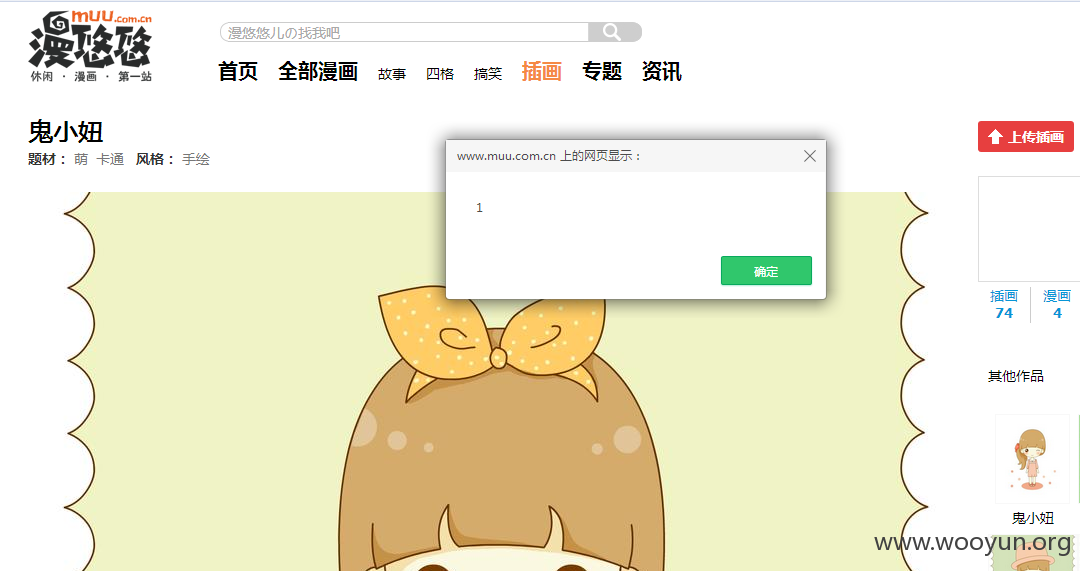 muu.com.cn
漫悠悠
休闲 · 漫画 · 第一站
漫悠悠儿の找我吧
首页 全部漫画 故事 四格 搞笑 插画 专题 资讯
鬼小妞
题材： 萌 卡通 风格： 手绘
上传插画
www.muu.com.cn 上的网页显示：
1
确定
插画 漫画
74 4
其他作品
鬼小妞
www.wooyun.org